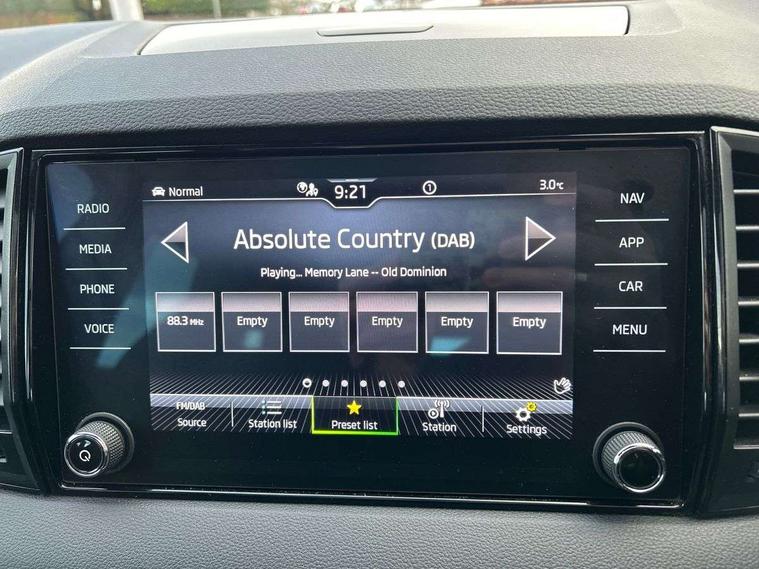 RADIO
MEDIA
PHONE
VOICE
Normal
9:21
1
3.0°C
Absolute Country (DAB)
Playing... Memory Lane -- Old Dominion
88.3 MHz
Empty
Empty
Empty
Empty
Empty
FM/DAB
Source
Station list
Preset list
Station
Settings
NAV
APP
CAR
MENU